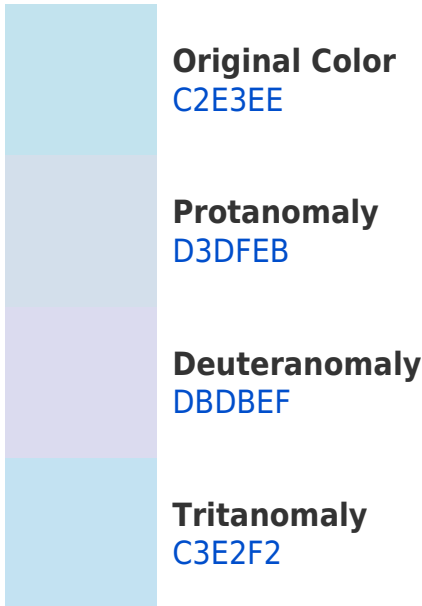 Original Color
C2E3EE
Protanomaly
D3DFEB
Deuteranomaly
DBDBEF
Tritanomaly
C3E2F2